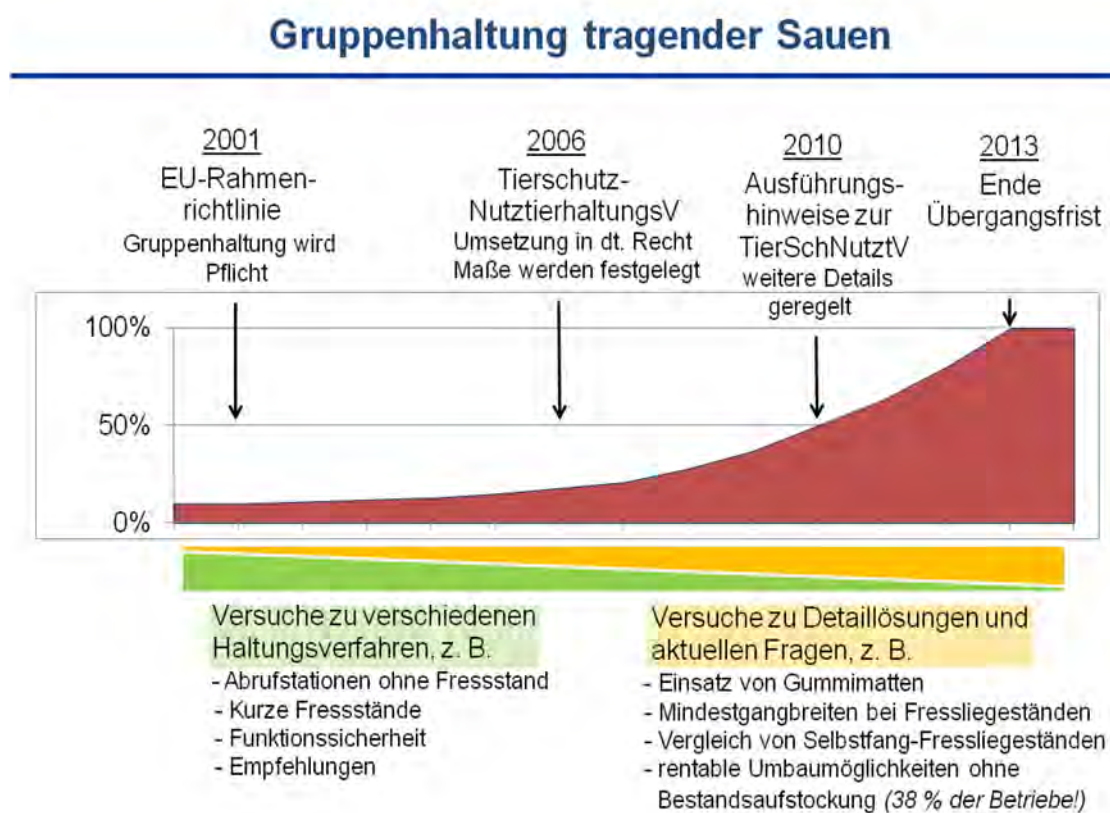 Gruppenhaltung tragender Sauen
2001
EU-Rahmen-
richtlinie
Gruppenhaltung wird
Pflicht
2006
Tierschutz-
NutztierhaltungsV
Umsetzung in dt. Recht
Maße werden festgelegt
2010
Ausführungs-
hinweise zur
TierSchNutztV
weitere Details
geregelt
2013
Ende
Übergangsfrist
100%
50%
0%
Versuche zu verschiedenen
Haltungsverfahren, z. B.
- Abrufstationen ohne Fressstand
- Kurze Fressstände
- Funktionssicherheit
- Empfehlungen
Versuche zu Detaillösungen und
aktuellen Fragen, z. B.
- Einsatz von Gummimatten
- Mindestgangbreiten bei Fressliegeständen
- Vergleich von Selbstfang-Fressliegeständen
- rentable Umbaumöglichkeiten ohne
Bestandsaufstockung (38 % der Betriebe!)